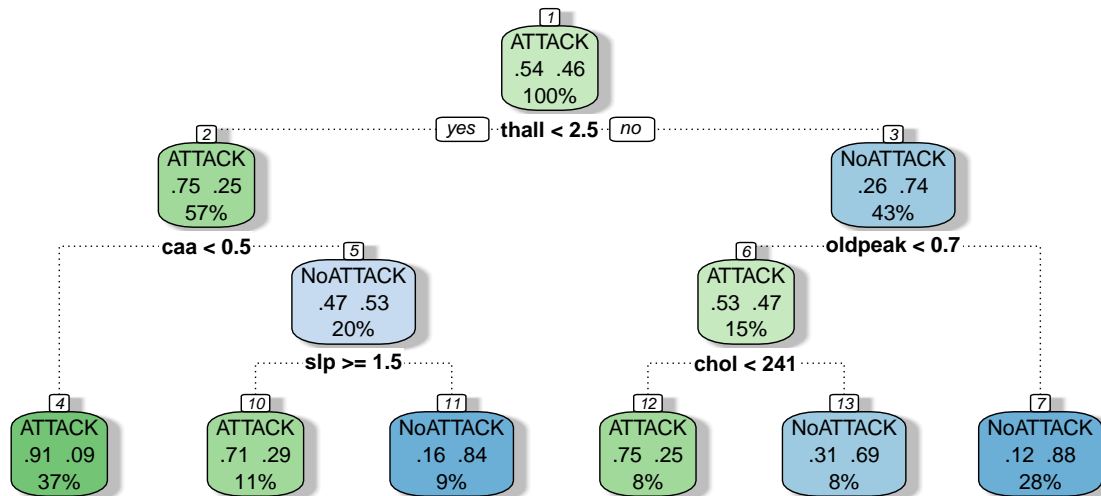 1
ATTACK
.54 .46
100%
yes thall < 2.5 no
2
ATTACK
.75 .25
57%
caa < 0.5
3
NoATTACK
.26 .74
43%
oldpeak < 0.7
5
NoATTACK
.47 .53
20%
slp >= 1.5
6
ATTACK
.53 .47
15%
chol < 241
4
ATTACK
.91 .09
37%
10
ATTACK
.71 .29
11%
11
NoATTACK
.16 .84
9%
12
ATTACK
.75 .25
8%
13
NoATTACK
.31 .69
8%
7
NoATTACK
.12 .88
28%